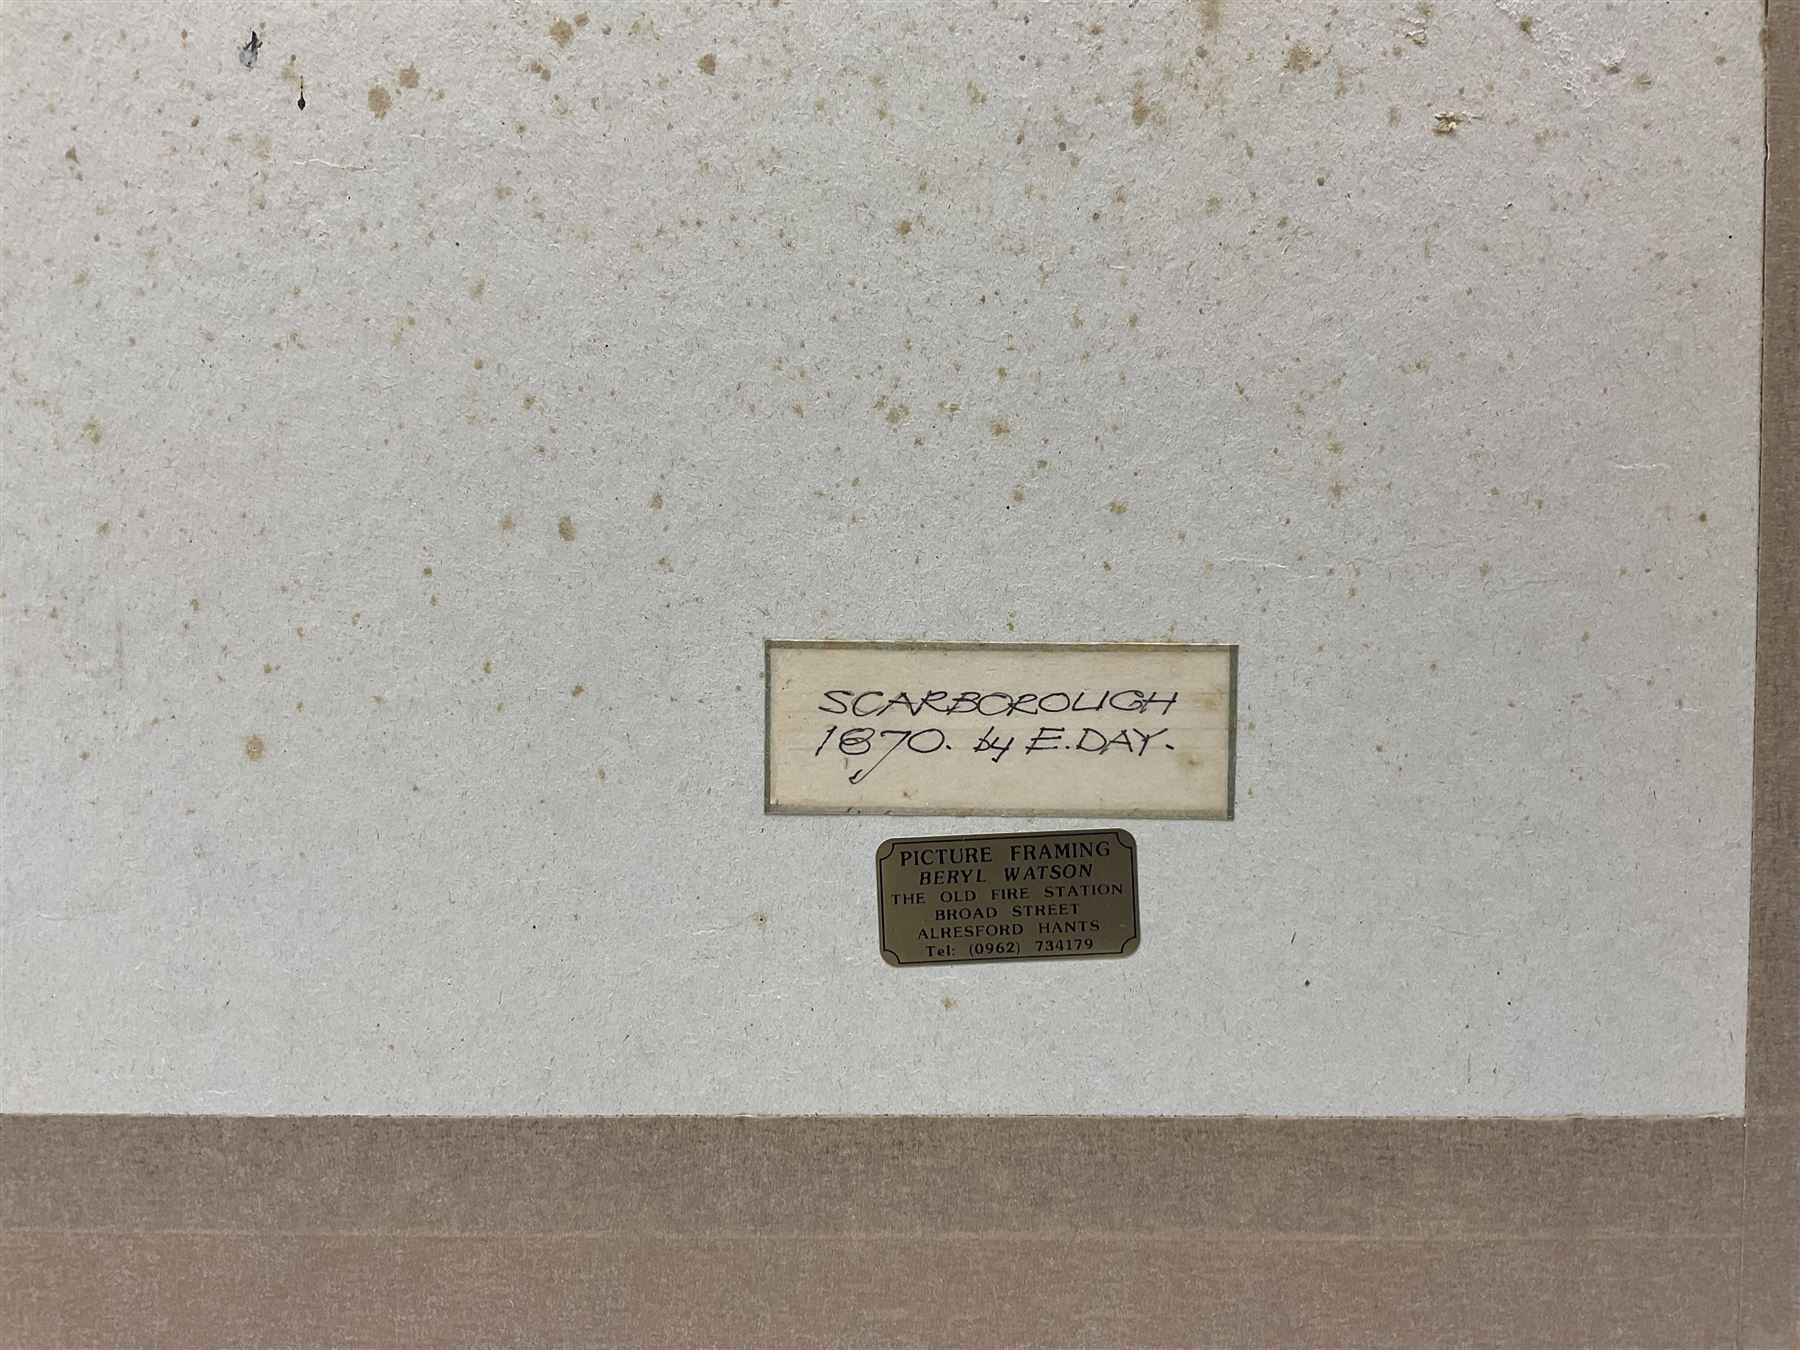 SCARBOROUGH
1870. by E. DAY.
PICTURE FRAMING
BERYL WATSON
THE OLD FIRE STATION
BROAD STREET
ALRESFORD HANTS
Tel: (0962) 734179